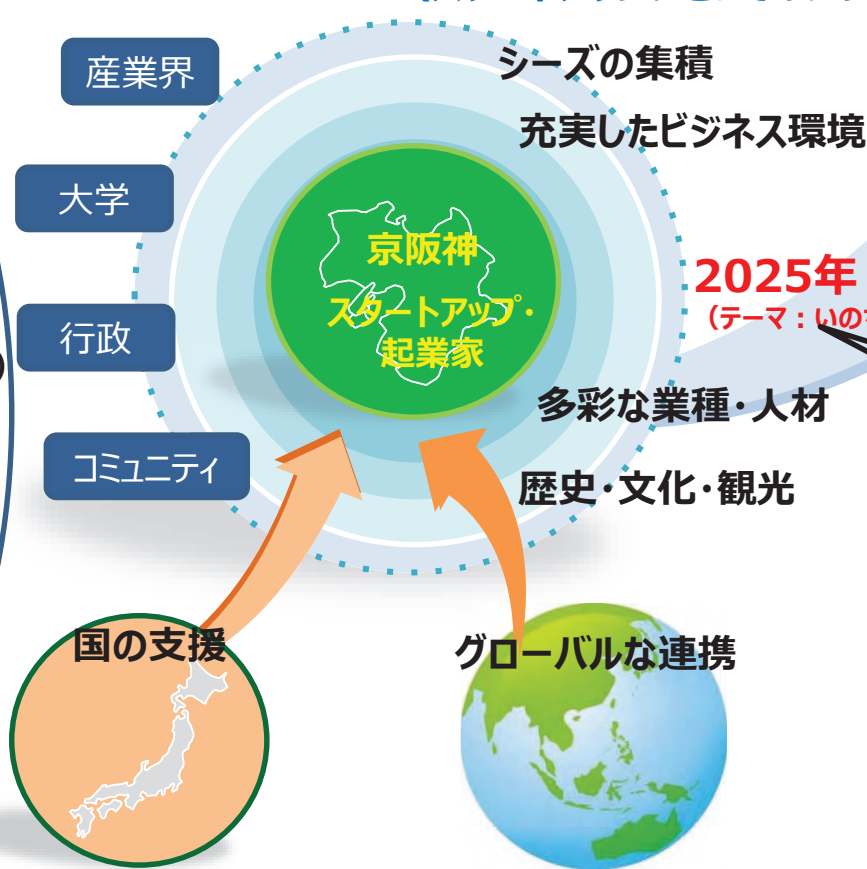 産業界
シーズの集積
充実したビジネス環境
大学
京阪神
スタートアップ・
起業家
2025年
(テーマ:いの
行政
多彩な業種・人材
コミュニティ
歴史・文化・観光
国の支援
グローバルな連携